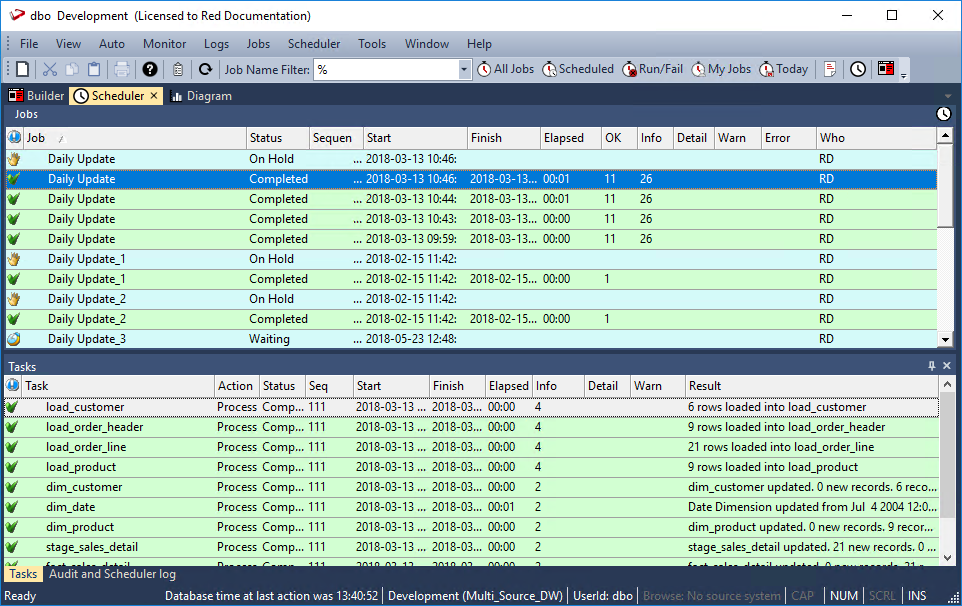 dbo Development (Licensed to Red Documentation)
File View Auto Monitor Logs Jobs Scheduler Tools Window Help
Job Name Filter: % All Jobs Scheduled Run/Fail My Jobs Today
Builder Scheduler Diagram
Jobs
Job Status Sequen Start Finish Elapsed OK Info Detail Warn Error Who
Daily Update On Hold ... 2018-03-13 10:46: RD
Daily Update Completed ... 2018-03-13 10:46: 2018-03-13... 00:01 11 26 RD
Daily Update Completed ... 2018-03-13 10:44: 2018-03-13... 00:01 11 26 RD
Daily Update Completed ... 2018-03-13 10:43: 2018-03-13... 00:00 11 26 RD
Daily Update Completed ... 2018-03-13 09:59: 2018-03-13... 00:00 11 26 RD
Daily Update_1 On Hold ... 2018-02-15 11:42: RD
Daily Update_1 Completed ... 2018-02-15 11:42: 2018-02-15... 00:00 1 RD
Daily Update_2 On Hold ... 2018-02-15 11:42: RD
Daily Update_2 Completed ... 2018-02-15 11:42: 2018-02-15... 00:00 1 RD
Daily Update_3 Waiting ... 2018-05-23 12:48: RD
Tasks
Task Action Status Seq Start Finish Elapsed Info Detail Warn Result
load_customer Process Comp... 111 2018-03-13 ... 2018-03... 00:00 4 6 rows loaded into load_customer
load_order_header Process Comp... 111 2018-03-13 ... 2018-03... 00:00 4 9 rows loaded into load_order_header
load_order_line Process Comp... 111 2018-03-13 ... 2018-03... 00:00 4 21 rows loaded into load_order_line
load_product Process Comp... 111 2018-03-13 ... 2018-03... 00:00 4 9 rows loaded into load_product
dim_customer Process Comp... 111 2018-03-13 ... 2018-03... 00:00 2 dim_customer updated. 0 new records. 6 reco...
dim_date Process Comp... 111 2018-03-13 ... 2018-03... 00:01 2 Date Dimension updated from Jul 4 2004 12:0...
dim_product Process Comp... 111 2018-03-13 ... 2018-03... 00:00 2 dim_product updated. 0 new records. 9 recor...
stage_sales_detail Process Comp... 111 2018-03-13 ... 2018-03... 00:00 2 stage_sales_detail updated. 21 new records. 0 ...
Tasks Audit and Scheduler log
Ready Database time at last action was 13:40:52 Development (Multi_Source_DW) UserId: dbo Browse: No source system CAP NUM SCRL INS